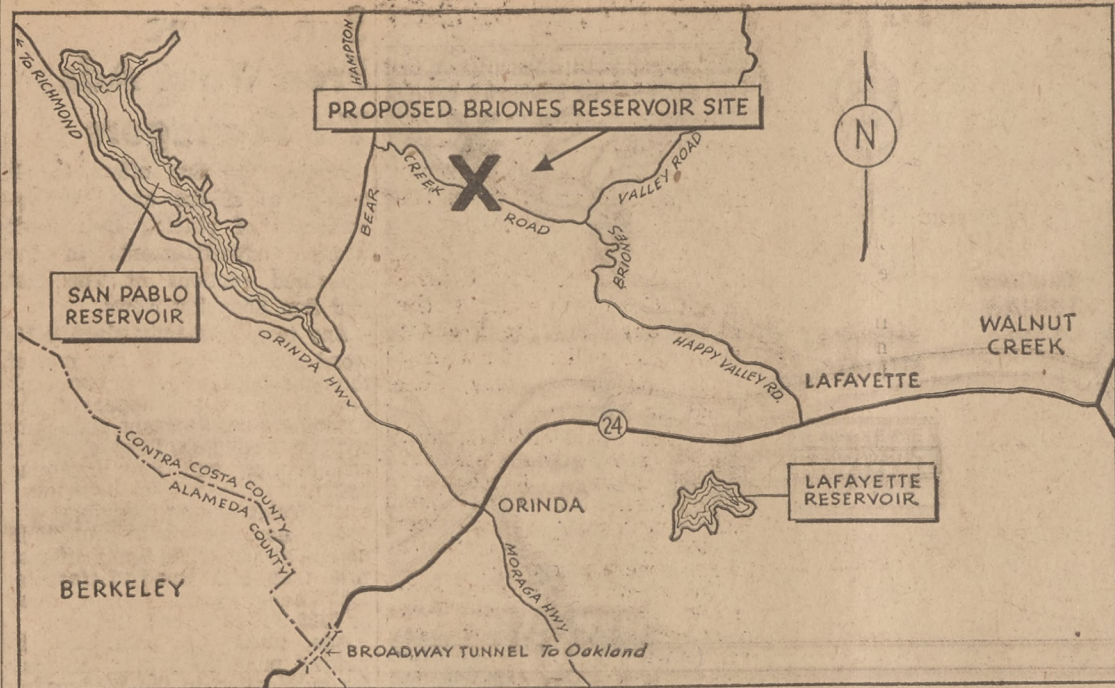 ↖ TO RICHMOND
HAMPTON
PROPOSED BRIONES RESERVOIR SITE
N
CREEK
X
ROAD
VALLEY ROAD
BEAR
BRIONES
SAN PABLO
RESERVOIR
ORINDA HWY
WALNUT
CREEK
HAPPY VALLEY RD.
LAFAYETTE
24
CONTRA COSTA COUNTY
ALAMEDA COUNTY
LAFAYETTE
RESERVOIR
ORINDA
MORAGA HWY
BERKELEY
← BROADWAY TUNNEL To Oakland